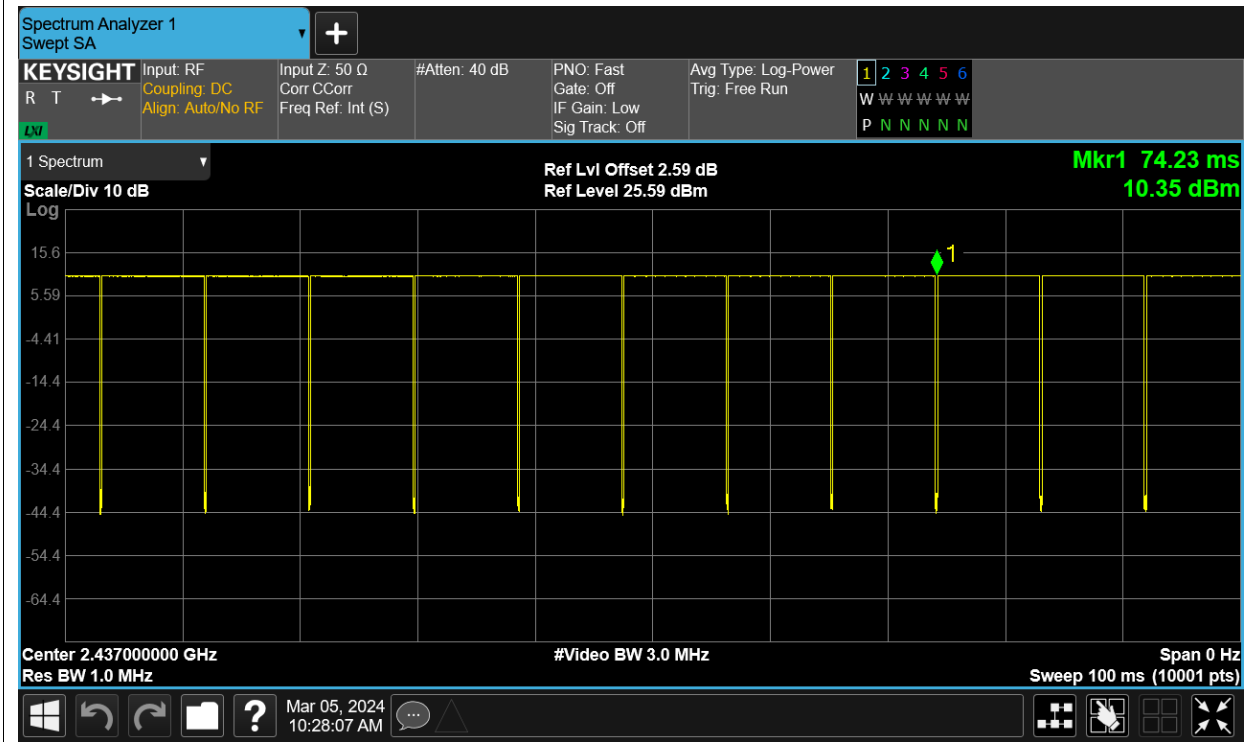 Spectrum Analyzer 1
Swept SA
KEYSIGHT
R T
LXI
Input: RF
Coupling: DC
Align: Auto/No RF
Input Z: 50 Ω
Corr CCorr
Freq Ref: Int (S)
#Atten: 40 dB
PNO: Fast
Gate: Off
IF Gain: Low
Sig Track: Off
Avg Type: Log-Power
Trig: Free Run
1 2 3 4 5 6
W W W W W W
P N N N N N
1 Spectrum
Scale/Div 10 dB
Log
Ref Lvl Offset 2.59 dB
Ref Level 25.59 dBm
Mkr1 74.23 ms
10.35 dBm
1
15.6
5.59
-4.41
-14.4
-24.4
-34.4
-44.4
-54.4
-64.4
Center 2.437000000 GHz
Res BW 1.0 MHz
#Video BW 3.0 MHz
Span 0 Hz
Sweep 100 ms (10001 pts)
?
Mar 05, 2024
10:28:07 AM